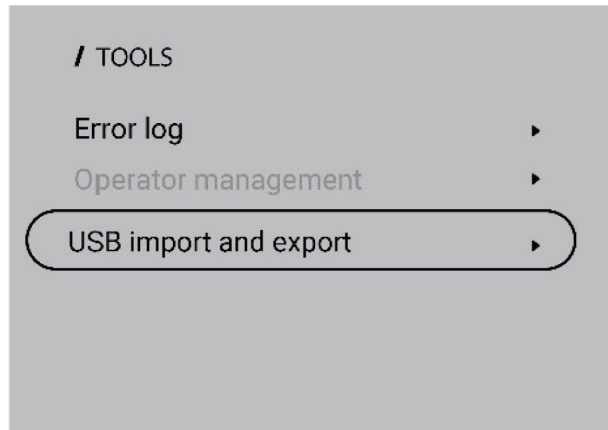 / TOOLS
Error log
Operator management
USB import and export